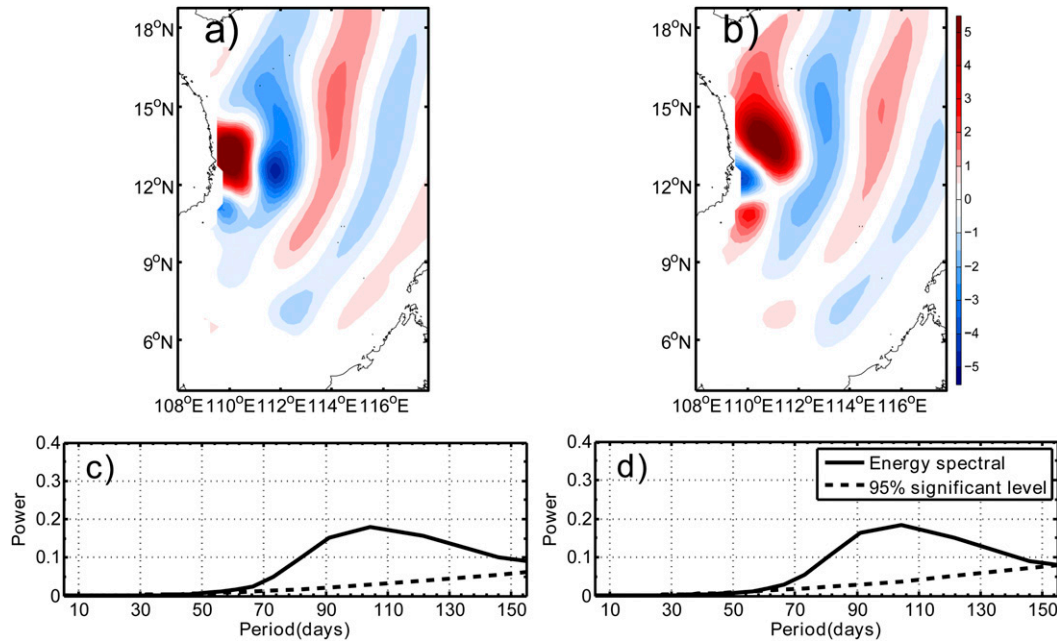 a)
18°N
15°N
12°N
9°N
6°N
108°E 110°E 112°E 114°E 116°E
b)
18°N
15°N
12°N
9°N
6°N
108°E 110°E 112°E 114°E 116°E
5
4
3
2
1
0
−1
−2
−3
−4
−5
c)
0.4
0.3
0.2
0.1
0
Power
10 30 50 70 90 110 130 150
Period(days)
d)
Energy spectral
95% significant level
0.4
0.3
0.2
0.1
0
Power
10 30 50 70 90 110 130 150
Period(days)